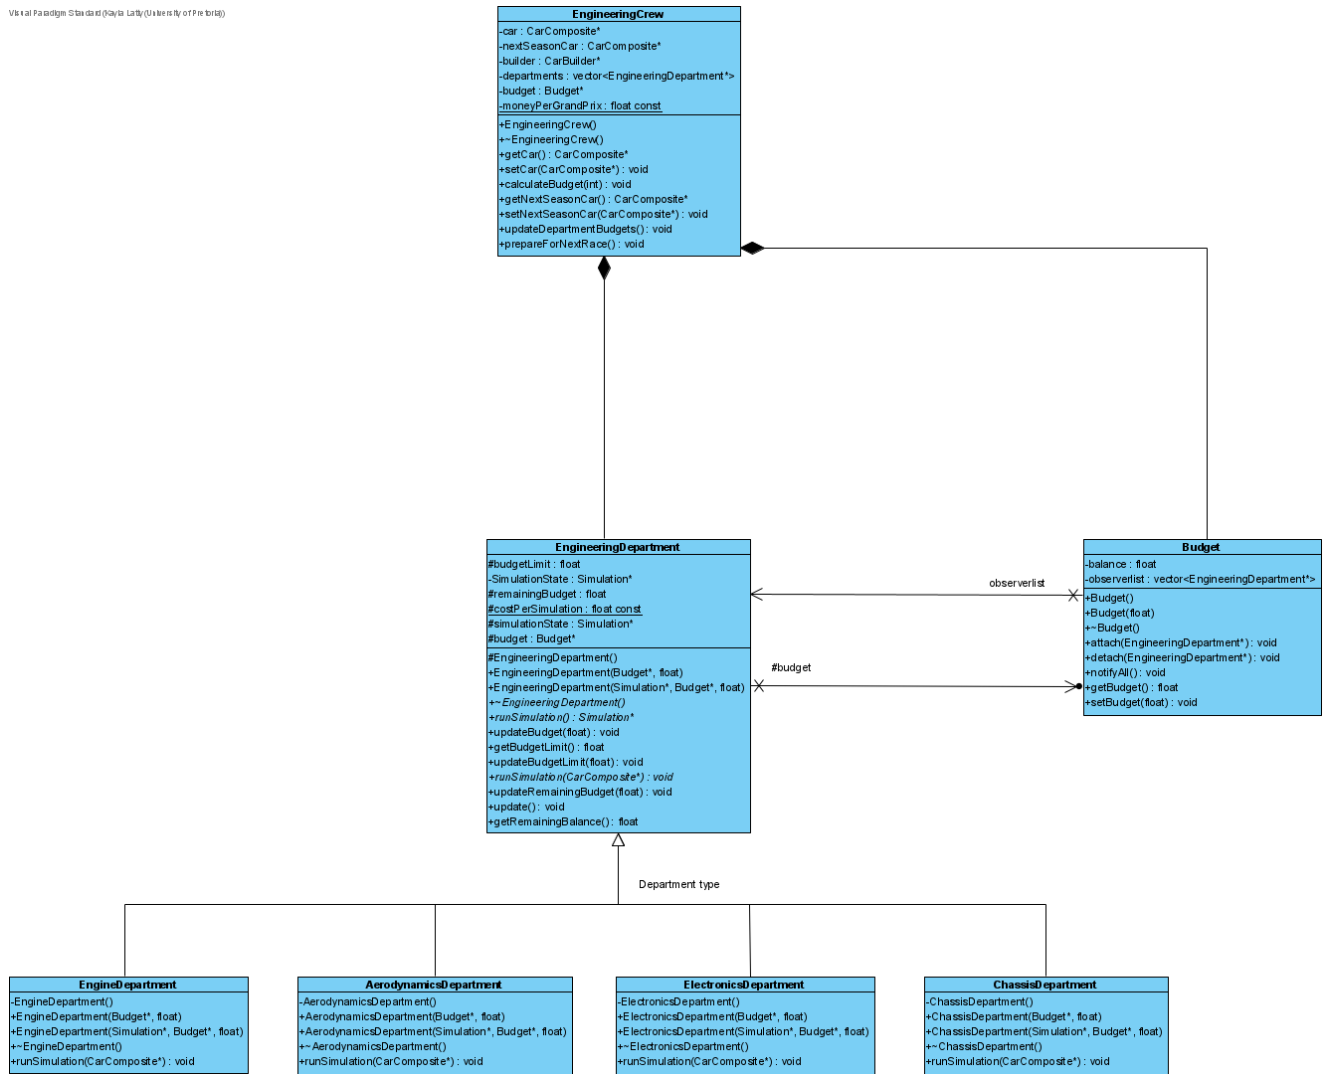 Visual Paradigm Standard(Kayla Latty(University of Pretoria))
EngineeringCrew
-car : CarComposite*
-nextSeasonCar : CarComposite*
-builder : CarBuilder*
-departments : vector<EngineeringDepartment*>
-budget : Budget*
-moneyPerGrandPrix : float const
+EngineeringCrew()
+~EngineeringCrew()
+getCar() : CarComposite*
+setCar(CarComposite*) : void
+calculateBudget(int) : void
+getNextSeasonCar() : CarComposite*
+setNextSeasonCar(CarComposite*) : void
+updateDepartmentBudgets() : void
+prepareForNextRace() : void
EngineeringDepartment
#budgetLimit : float
-SimulationState : Simulation*
#remainingBudget : float
#costPerSimulation : float const
#simulationState : Simulation*
#budget : Budget*
#EngineeringDepartment()
+EngineeringDepartment(Budget*, float)
+EngineeringDepartment(Simulation*, Budget*, float)
+~EngineeringDepartment()
+runSimulation() : Simulation*
+updateBudget(float) : void
+getBudgetLimit() : float
+updateBudgetLimit(float) : void
+runSimulation(CarComposite*) : void
+updateRemainingBudget(float) : void
+update() : void
+getRemainingBalance() : float
observerlist
#budget
Budget
-balance : float
-observerlist : vector<EngineeringDepartment*>
+Budget()
+Budget(float)
+~Budget()
+attach(EngineeringDepartment*) : void
+detach(EngineeringDepartment*) : void
+notifyAll() : void
+getBudget() : float
+setBudget(float) : void
Department type
EngineDepartment
-EngineDepartment()
+EngineDepartment(Budget*, float)
+EngineDepartment(Simulation*, Budget*, float)
+~EngineDepartment()
+runSimulation(CarComposite*) : void
AerodynamicsDepartment
-AerodynamicsDepartment()
+AerodynamicsDepartment(Budget*, float)
+AerodynamicsDepartment(Simulation*, Budget*, float)
+~AerodynamicsDepartment()
+runSimulation(CarComposite*) : void
ElectronicsDepartment
-ElectronicsDepartment()
+ElectronicsDepartment(Budget*, float)
+ElectronicsDepartment(Simulation*, Budget*, float)
+~ElectronicsDepartment()
+runSimulation(CarComposite*) : void
ChassisDepartment
-ChassisDepartment()
+ChassisDepartment(Budget*, float)
+ChassisDepartment(Simulation*, Budget*, float)
+~ChassisDepartment()
+runSimulation(CarComposite*) : void